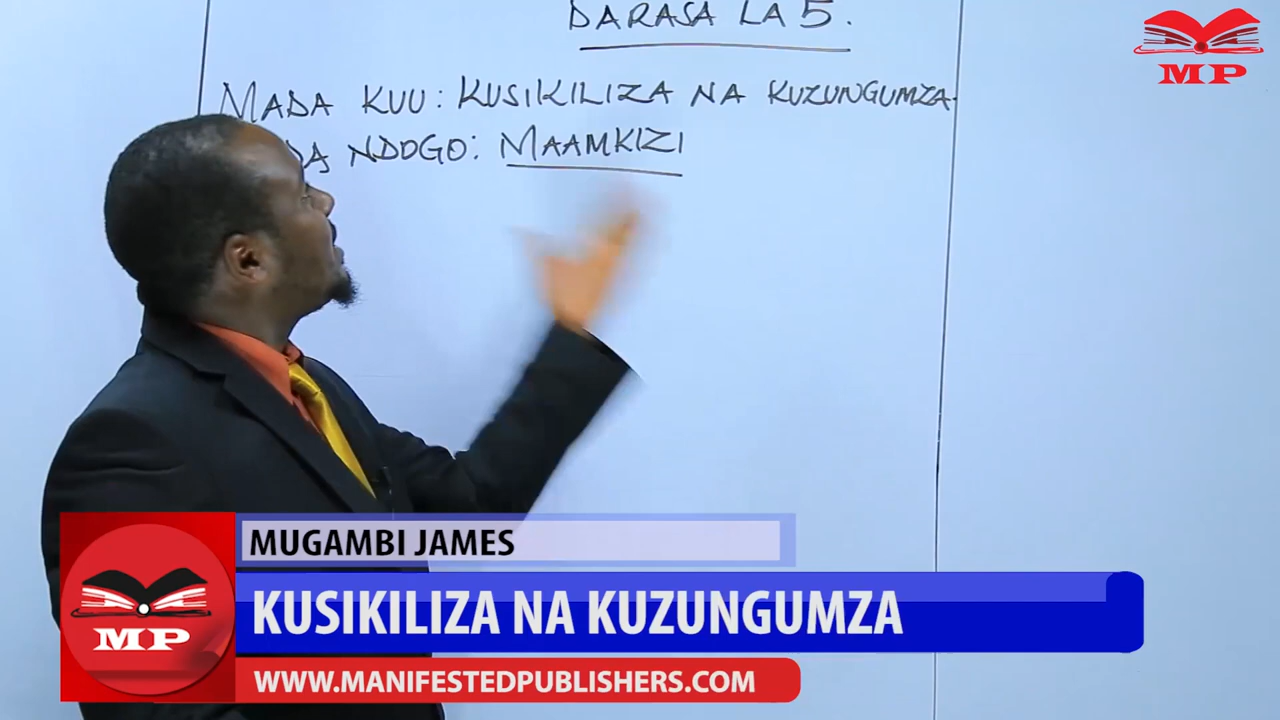 DARASA LA 5.
MP
MADA KUU: KUSIKILIZA NA KUZUNGUMZA.
NDOGO: MAAMKIZI
MUGAMBI JAMES
KUSIKILIZA NA KUZUNGUMZA
MP
WWW.MANIFESTEDPUBLISHERS.COM